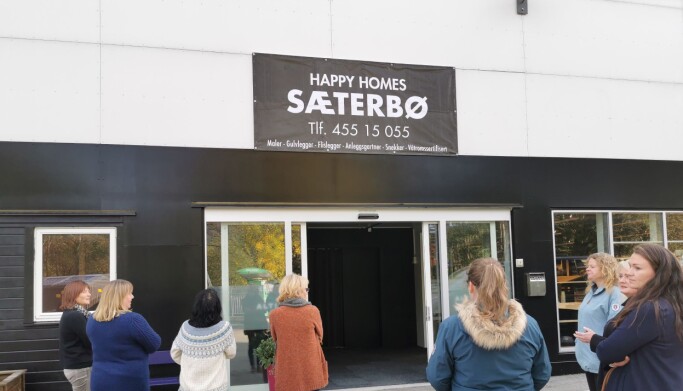 HAPPY HOMES
SÆTERBØ
Tlf. 455 15 055
Maler - Gulvlegger - Flislegger - Anleggsgartner - Snekker - Våtromssertifisert